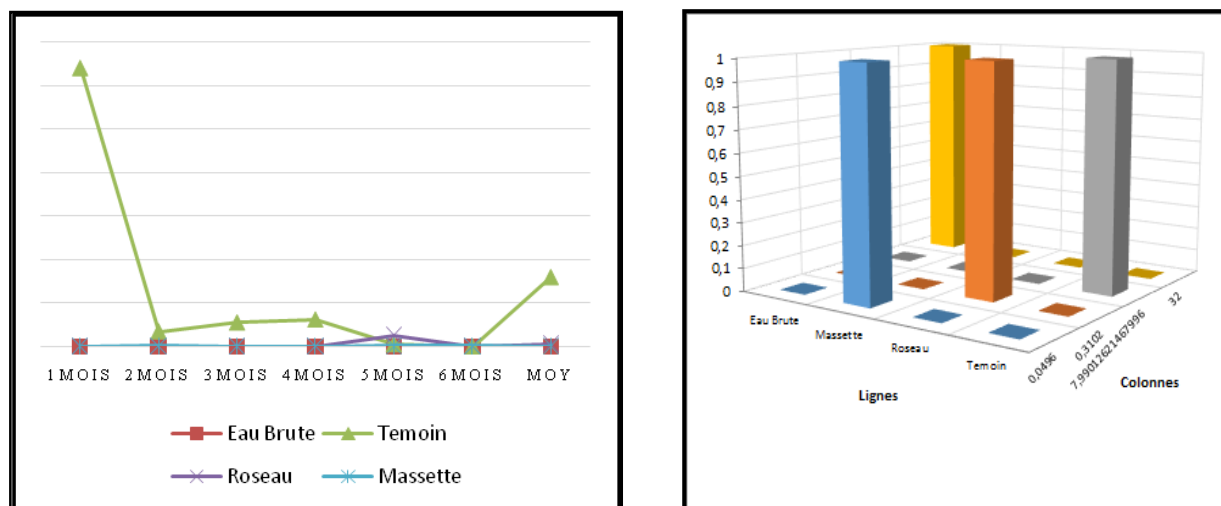 1 MOIS 2 MOIS 3 MOIS 4 MOIS 5 MOIS 6 MOIS MOY
Eau Brute Temoin
Roseau Massette
1
0,9
0,8
0,7
0,6
0,5
0,4
0,3
0,2
0,1
0
Eau Brute
Massette
Roseau
Temoin
Lignes
0,0496
0,3102
7,99012621467996
32
Colonnes